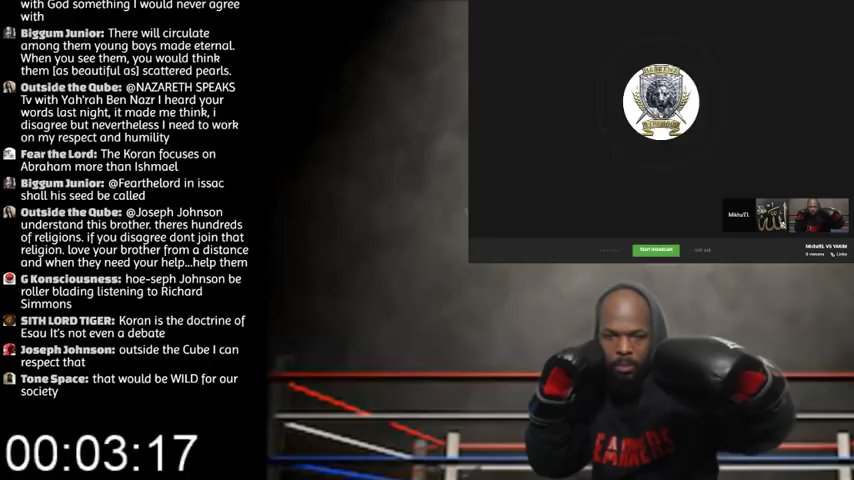 with God something I would never agree
with
Biggum Junior: There will circulate
among them young boys made eternal.
When you see them, you would think
them [as beautiful as] scattered pearls.
Outside the Qube: @NAZARETH SPEAKS
Tv with Yah'rah Ben Nazr I heard your
words last night, it made me think, i
disagree but nevertheless I need to work
on my respect and humility
Fear the Lord: The Koran focuses on
Abraham more than Ishmael
Biggum Junior: @Fearthelord in issac
shall his seed be called
Outside the Qube: @Joseph Johnson
understand this brother. theres hundreds
of religions. if you disagree dont join that
religion. love your brother from a distance
and when they need your help...help them
G Konsciousness: hoe-seph Johnson be
roller blading listening to Richard
Simmons
SITH LORD TIGER: Koran is the doctrine of
Esau It's not even a debate
Joseph Johnson: outside the Cube I can
respect that
Tone Space: that would be WILD for our
society
00:03:17
Start broadcast
VS